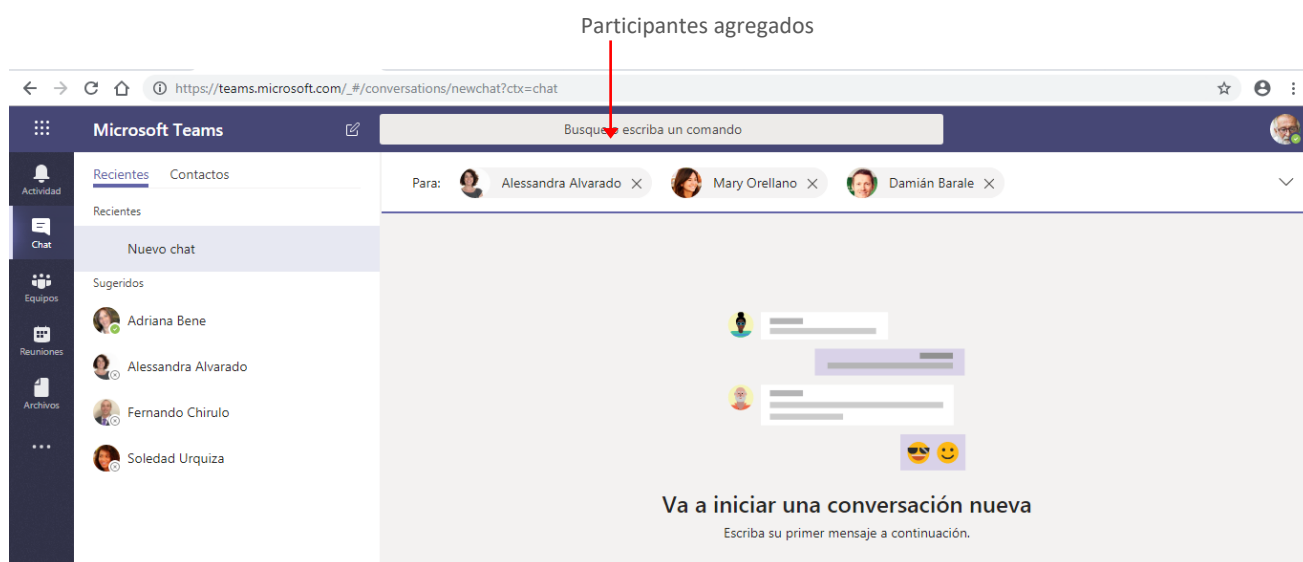 Participantes agregados
https://teams.microsoft.com/_#/conversations/newchat?ctx=chat
Microsoft Teams
Busque o escriba un comando
Actividad
Chat
Equipos
Reuniones
Archivos
Recientes Contactos
Recientes
Nuevo chat
Sugeridos
Adriana Bene
Alessandra Alvarado
Fernando Chirulo
Soledad Urquiza
Para: Alessandra Alvarado Mary Orellano Damián Barale
Va a iniciar una conversación nueva
Escriba su primer mensaje a continuación.